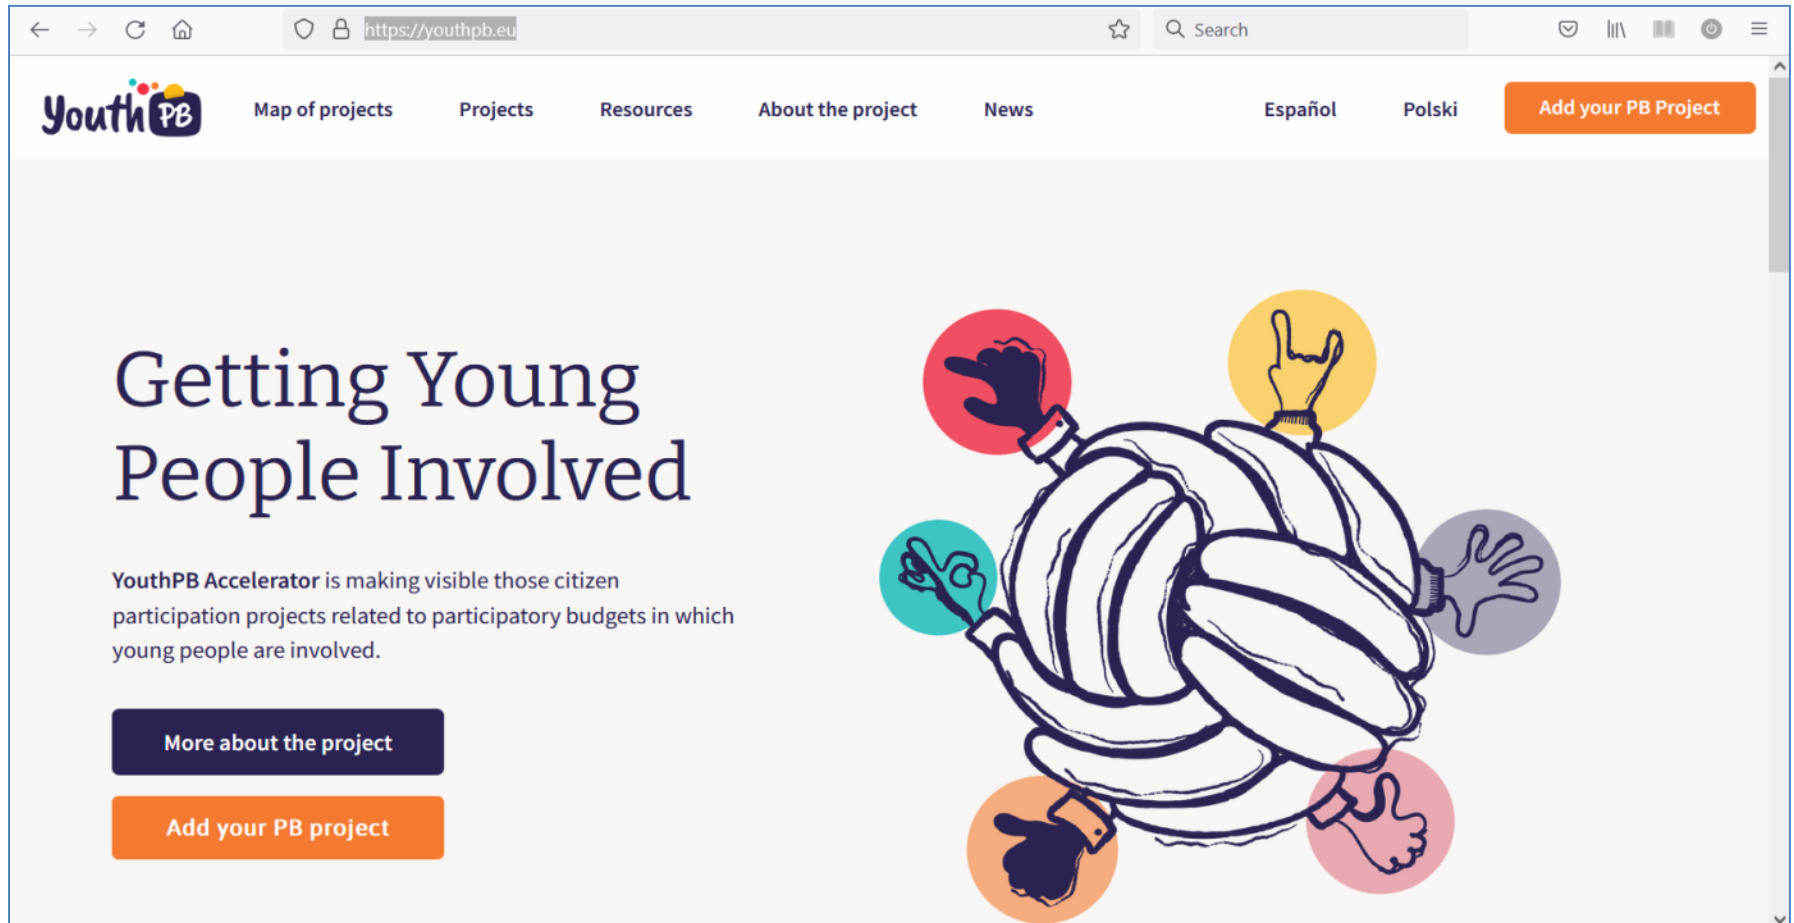 https://youthpb.eu
Search
Youth PB
Map of projects
Projects
Resources
About the project
News
Español
Polski
Add your PB Project
Getting Young
People Involved
YouthPB Accelerator is making visible those citizen
participation projects related to participatory budgets in which
young people are involved.
More about the project
Add your PB project